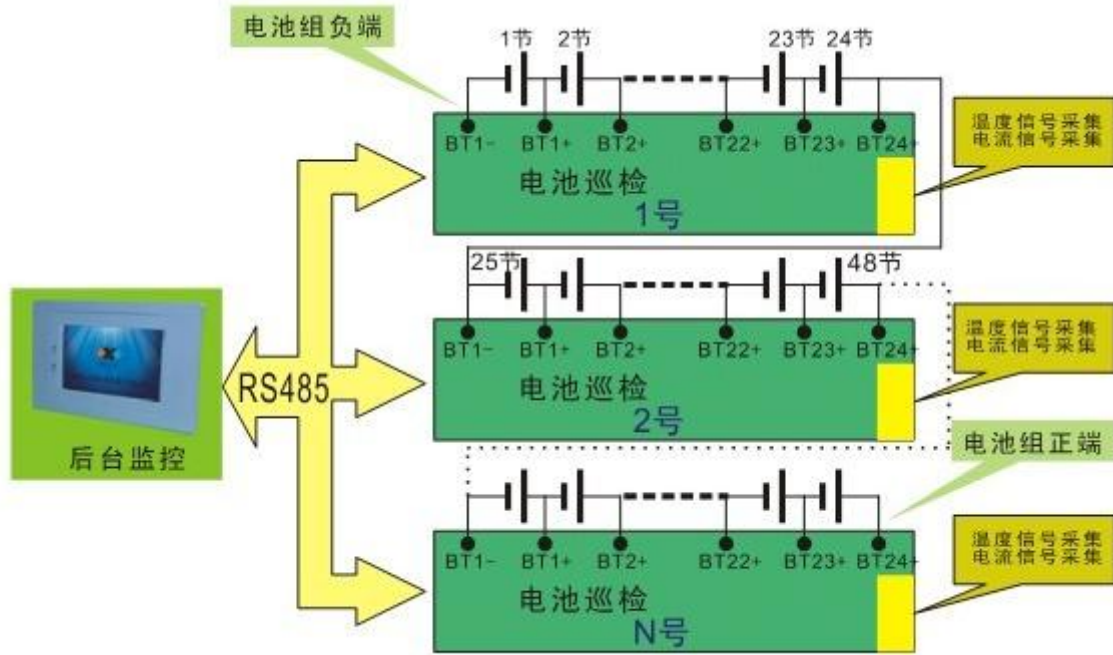 电池组负端
1节 2节 23节 24节
BT1- BT1+ BT2+ BT22+ BT23+ BT24+
电池巡检
1号
温度信号采集
电流信号采集
25节 48节
BT1- BT1+ BT2+ BT22+ BT23+ BT24+
电池巡检
2号
温度信号采集
电流信号采集
RS485
后台监控
电池组正端
BT1- BT1+ BT2+ BT22+ BT23+ BT24+
电池巡检
N号
温度信号采集
电流信号采集